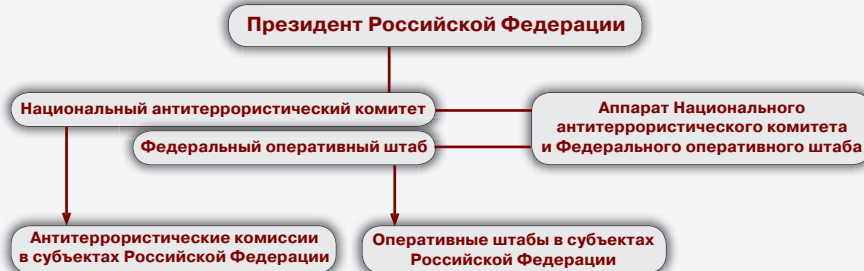 Президент Российской Федерации
Национальный антитеррористический комитет
Федеральный оперативный штаб
Аппарат Национального
антитеррористического комитета
и Федерального оперативного штаба
Антитеррористические комиссии
в субъектах Российской Федерации
Оперативные штабы в субъектах
Российской Федерации